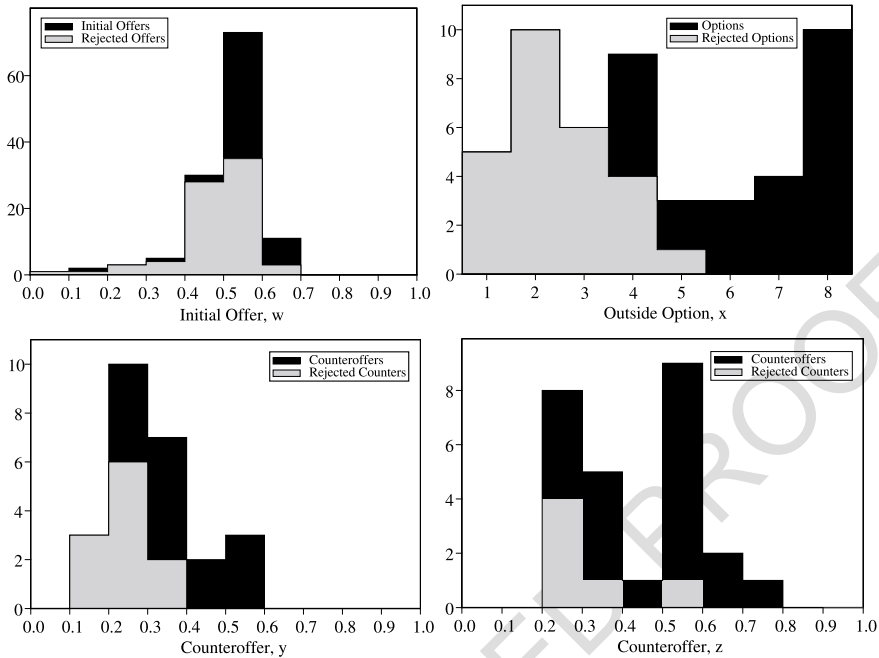 Initial Offers
Rejected Offers
60
40
20
0
0.0 0.1 0.2 0.3 0.4 0.5 0.6 0.7 0.8 0.9 1.0
Initial Offer, w
Options
Rejected Options
10
8
6
4
2
0
1 2 3 4 5 6 7 8
Outside Option, x
Counteroffers
Rejected Counters
10
8
6
4
2
0
0.0 0.1 0.2 0.3 0.4 0.5 0.6 0.7 0.8 0.9 1.0
Counteroffer, y
Counteroffers
Rejected Counters
8
6
4
2
0
0.0 0.1 0.2 0.3 0.4 0.5 0.6 0.7 0.8 0.9 1.0
Counteroffer, z
PROOF